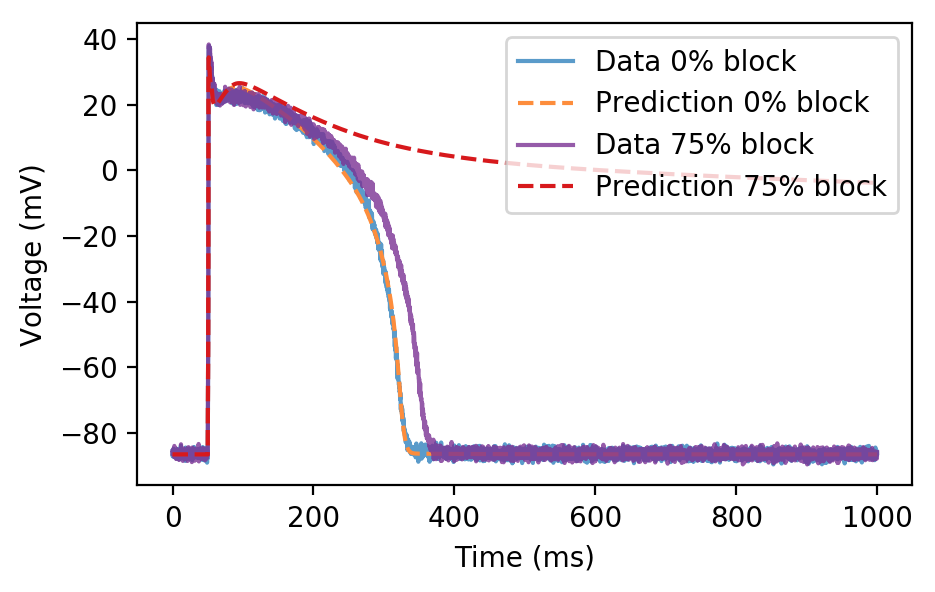 40
20
0
−20
−40
−60
−80
Voltage (mV)
Data 0% block
Prediction 0% block
Data 75% block
Prediction 75% block
0 200 400 600 800 1000
Time (ms)